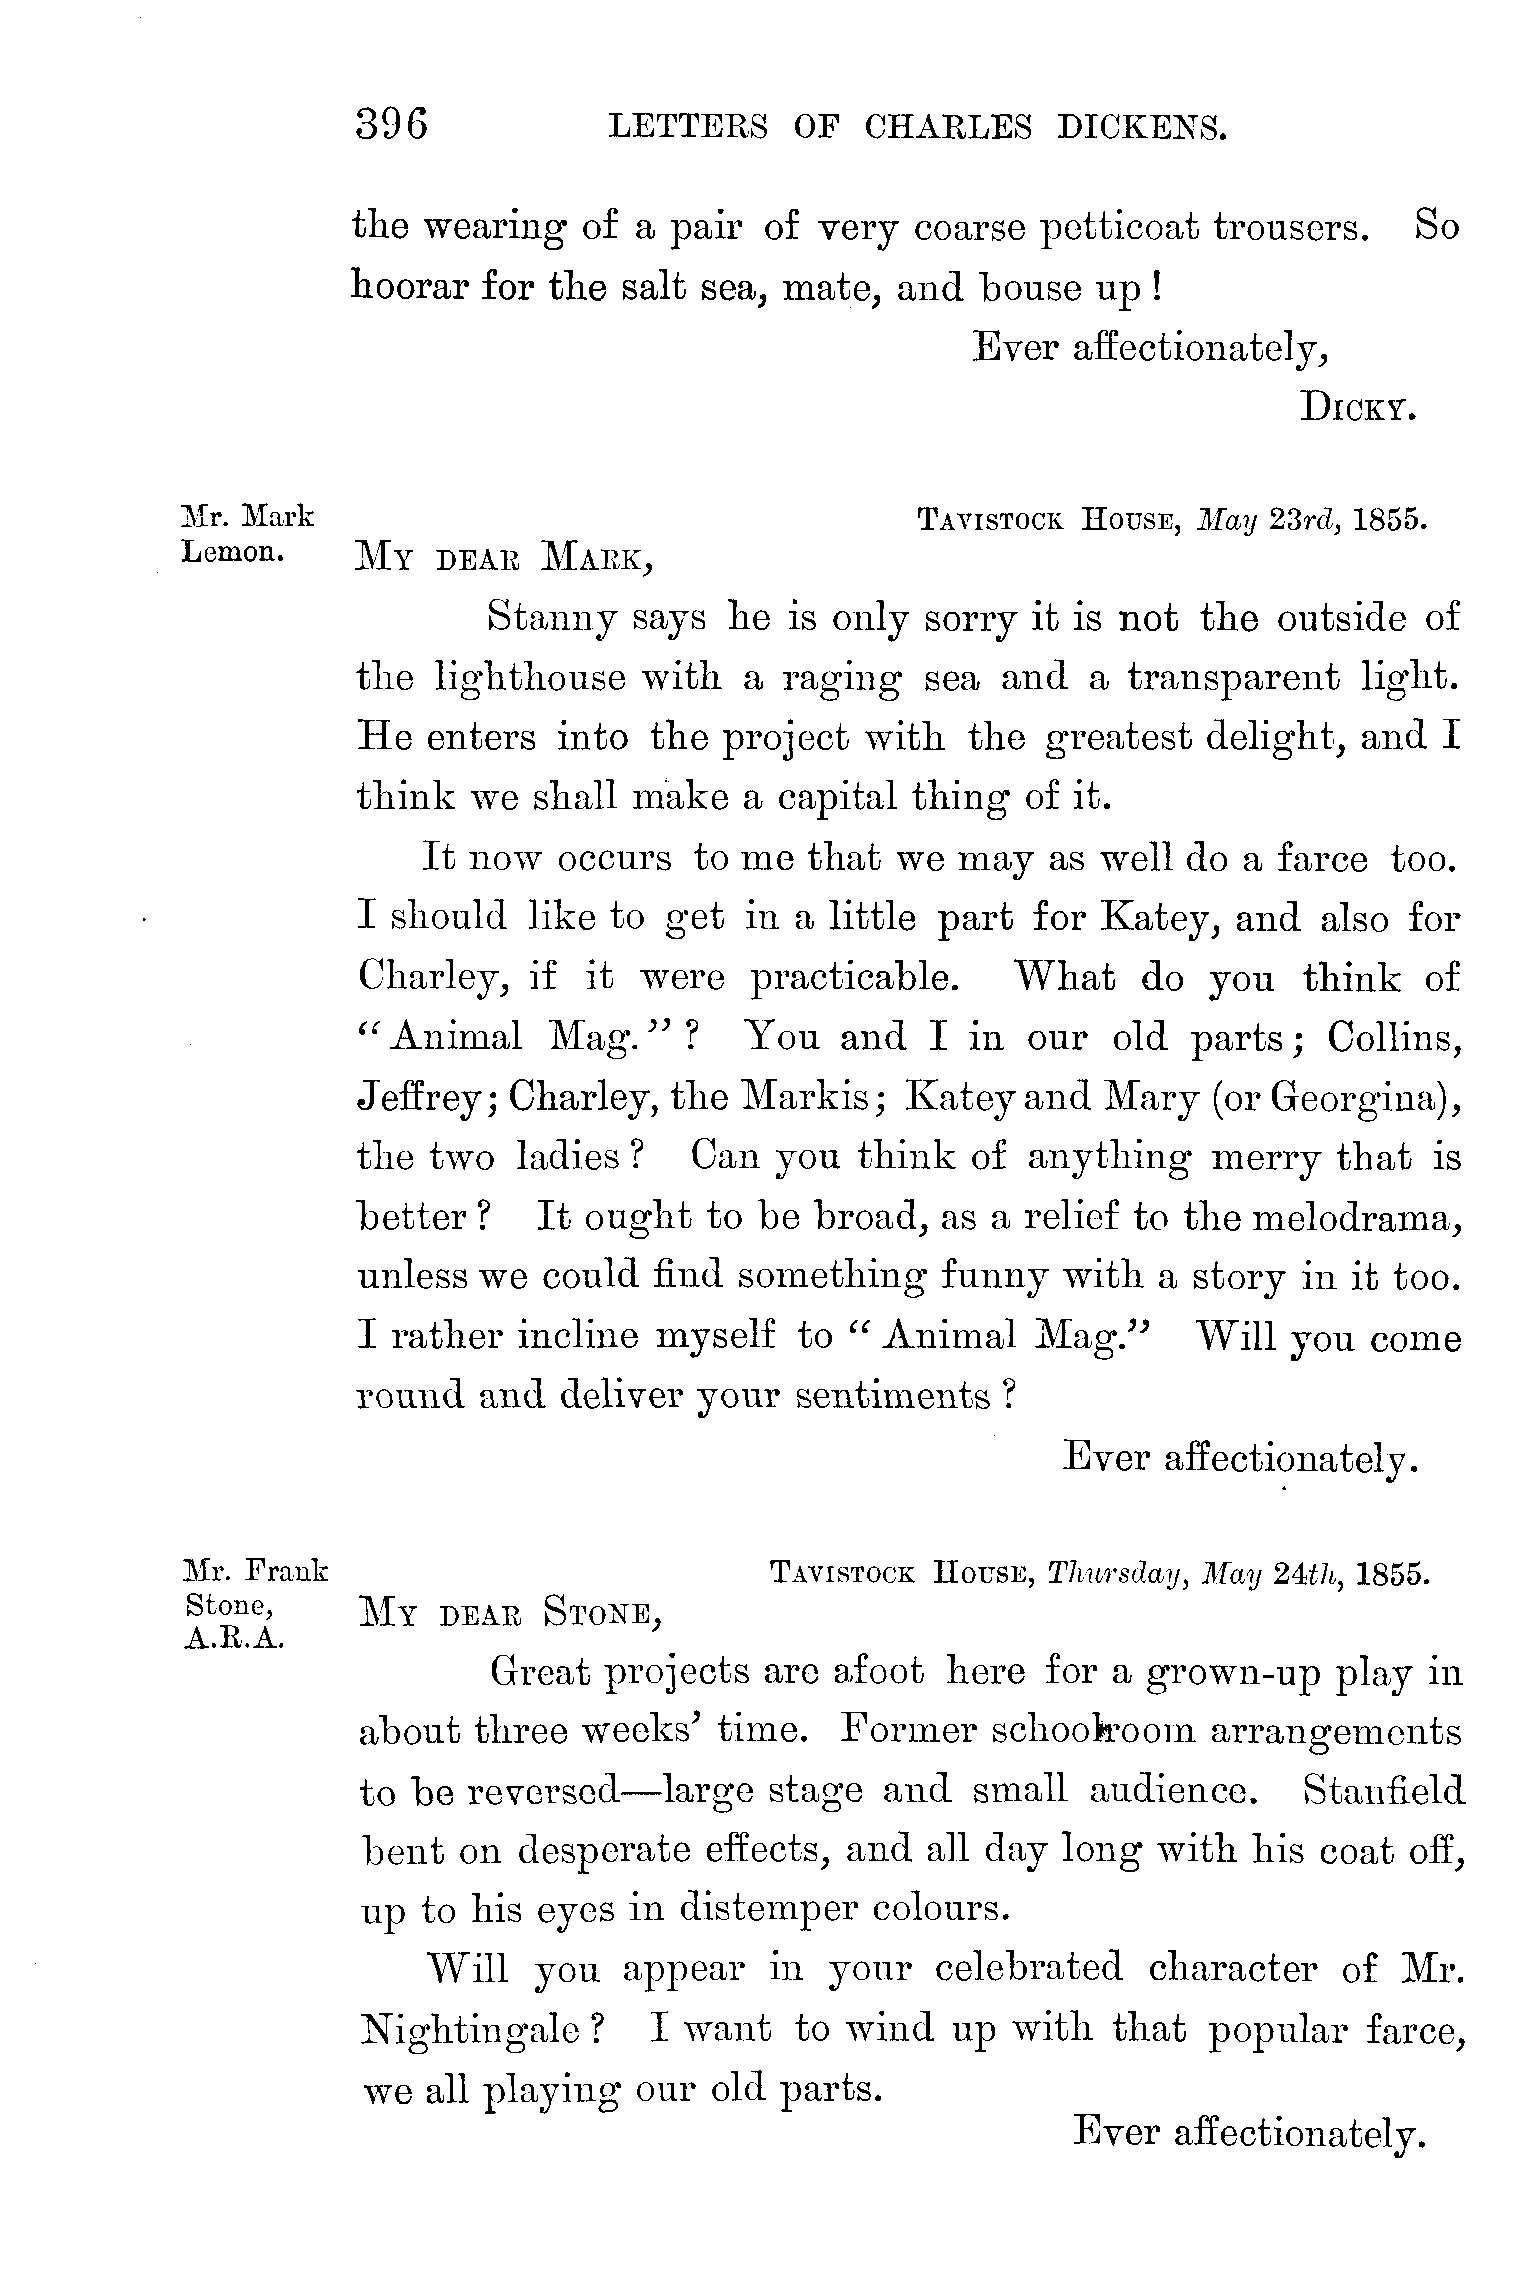 396 LETTERS OF CHARLES DICKENS.
the wearing of a pair of very coarse petticoat trousers. So
hoorar for the salt sea, mate, and bouse up!
Ever affectionately,
DICKY.
Mr. Mark
Lemon.
TAVISTOCK HOUSE, May 23rd, 1855.
MY DEAR MARK,
Stanny says he is only sorry it is not the outside of
the lighthouse with a raging sea and a transparent light.
He enters into the project with the greatest delight, and I
think we shall make a capital thing of it.
It now occurs to me that we may as well do a farce too.
I should like to get in a little part for Katey, and also for
Charley, if it were practicable. What do you think of
"Animal Mag."? You and I in our old parts; Collins,
Jeffrey; Charley, the Markis; Katey and Mary (or Georgina),
the two ladies? Can you think of anything merry that is
better? It ought to be broad, as a relief to the melodrama,
unless we could find something funny with a story in it too.
I rather incline myself to "Animal Mag." Will you come
round and deliver your sentiments?
Ever affectionately.
Mr. Frank
Stone,
A.R.A.
TAVISTOCK HOUSE, Thursday, May 24th, 1855.
MY DEAR STONE,
Great projects are afoot here for a grown-up play in
about three weeks' time. Former schoolroom arrangements
to be reversed—large stage and small audience. Stanfield
bent on desperate effects, and all day long with his coat off,
up to his eyes in distemper colours.
Will you appear in your celebrated character of Mr.
Nightingale? I want to wind up with that popular farce,
we all playing our old parts.
Ever affectionately.